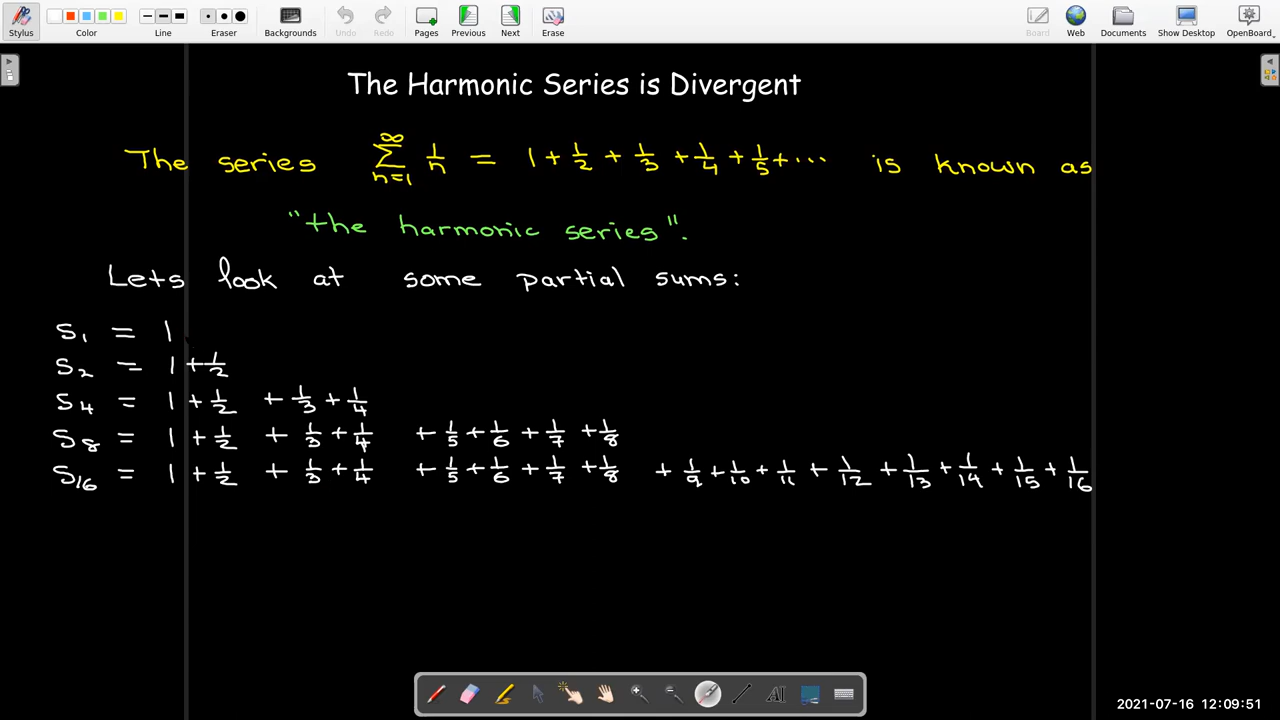 Stylus Color Line Eraser Backgrounds Undo Redo Pages Previous Next Erase Board Web Documents Show Desktop OpenBoard
The Harmonic Series is Divergent
The series ∞ Σ n=1 1/n = 1 + 1/2 + 1/3 + 1/4 + 1/5 + ... is known as
"the harmonic series".
Lets look at some partial sums:
S₁ = 1
S₂ = 1 + 1/2
S₄ = 1 + 1/2 + 1/3 + 1/4
S₈ = 1 + 1/2 + 1/3 + 1/4 + 1/5 + 1/6 + 1/7 + 1/8
S₁₆ = 1 + 1/2 + 1/3 + 1/4 + 1/5 + 1/6 + 1/7 + 1/8 + 1/9 + 1/10 + 1/11 + 1/12 + 1/13 + 1/14 + 1/15 + 1/16
AI
2021-07-16 12:09:51